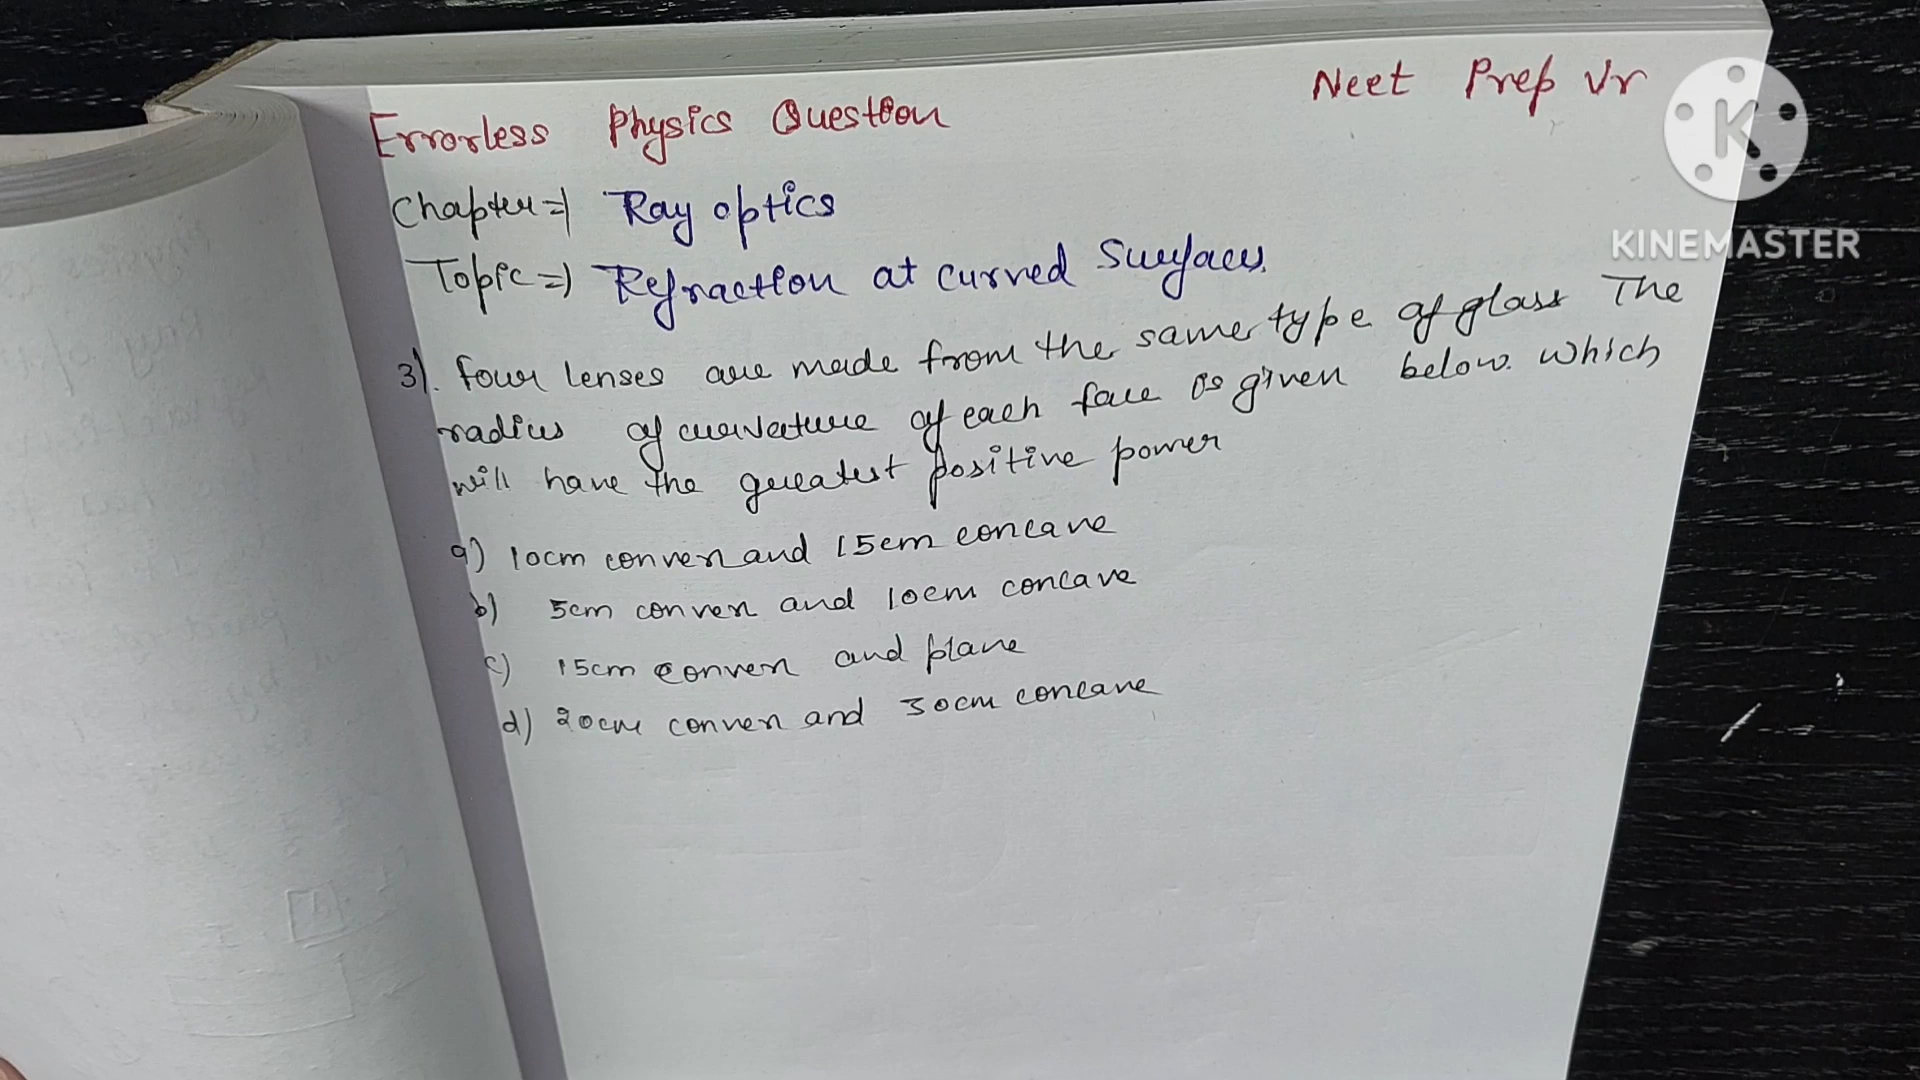 Errorless Physics Question
Neet Prep Vr
Chapter => Ray optics
Topic => Refraction at curved Surfaces.
3). four lenses are made from the same type of glass The
radius of curvature of each face is given below. which
will have the greatest positive power
a) 10cm convex and 15cm concave
b) 5cm convex and 10cm concave
c) 15cm convex and plane
d) 20cm convex and 30cm concave
K
KINEMASTER